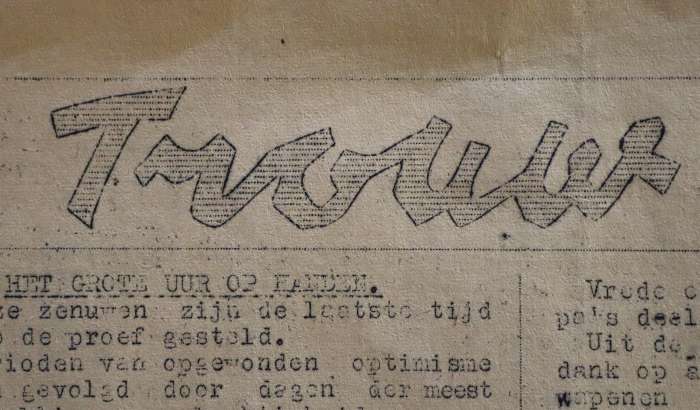 Trouw
HET GROTE UUR OP HANDEN.
ze zenuwen zijn de laatste tijd
de proef gesteld.
rioden van opgewonden optimisme
gevolgd door dagen der meest
Vrede
deel
Uit de
dank op a
wapenen